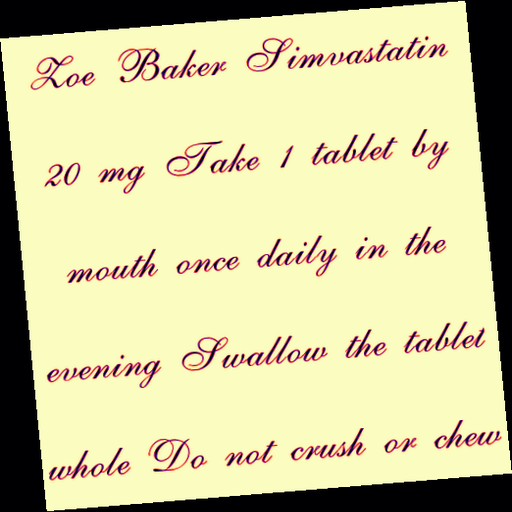 Zoe Baker Simvastatin
20 mg Take 1 tablet by
mouth once daily in the
evening Swallow the tablet
whole Do not crush or chew